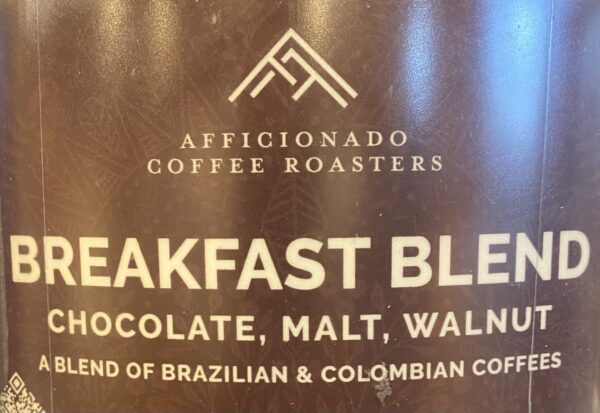 AFFICIONADO
COFFEE ROASTERS
BREAKFAST BLEND
CHOCOLATE, MALT, WALNUT
A BLEND OF BRAZILIAN & COLOMBIAN COFFEES